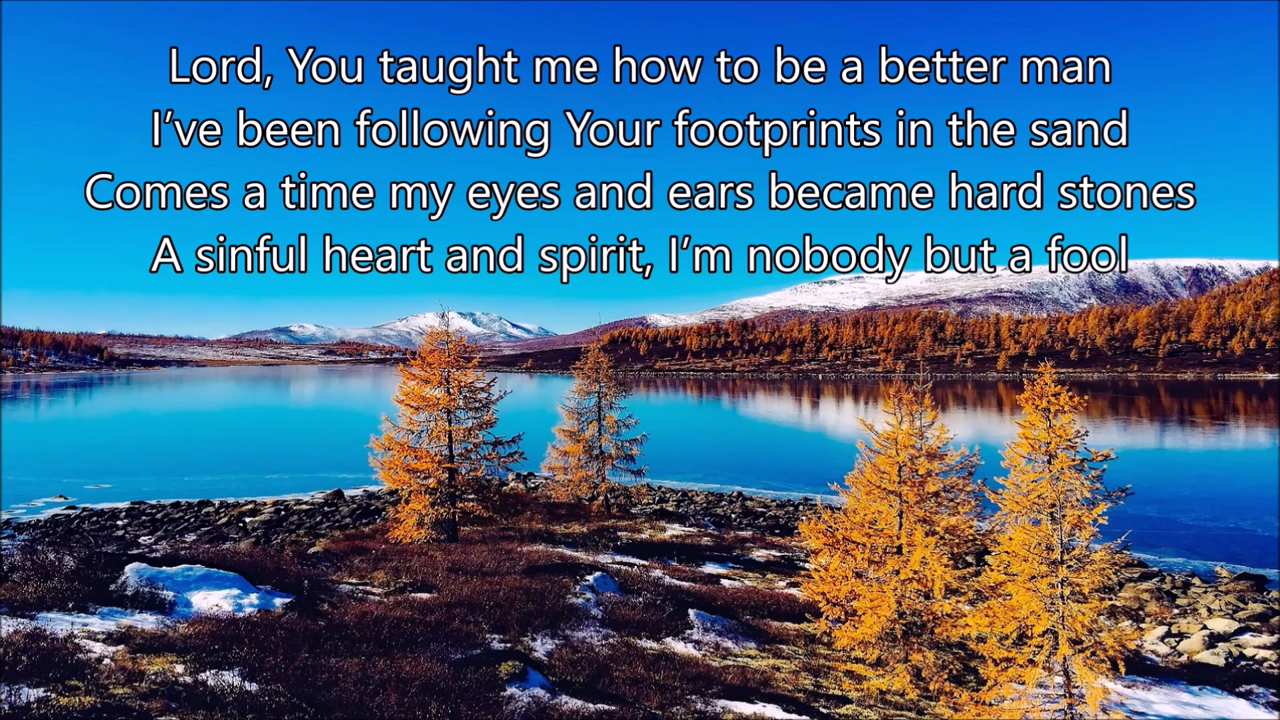 Lord, You taught me how to be a better man
I’ve been following Your footprints in the sand
Comes a time my eyes and ears became hard stones
A sinful heart and spirit, I’m nobody but a fool